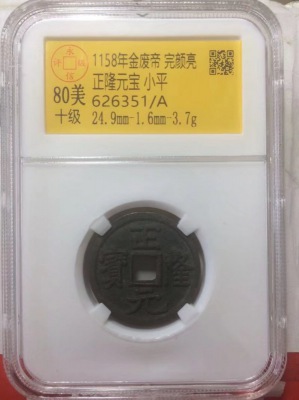 1158年金废帝 完颜亮
正隆元宝 小平
80美
626351/A
十级
24.9mm-1.6mm-3.7g
正隆元寶